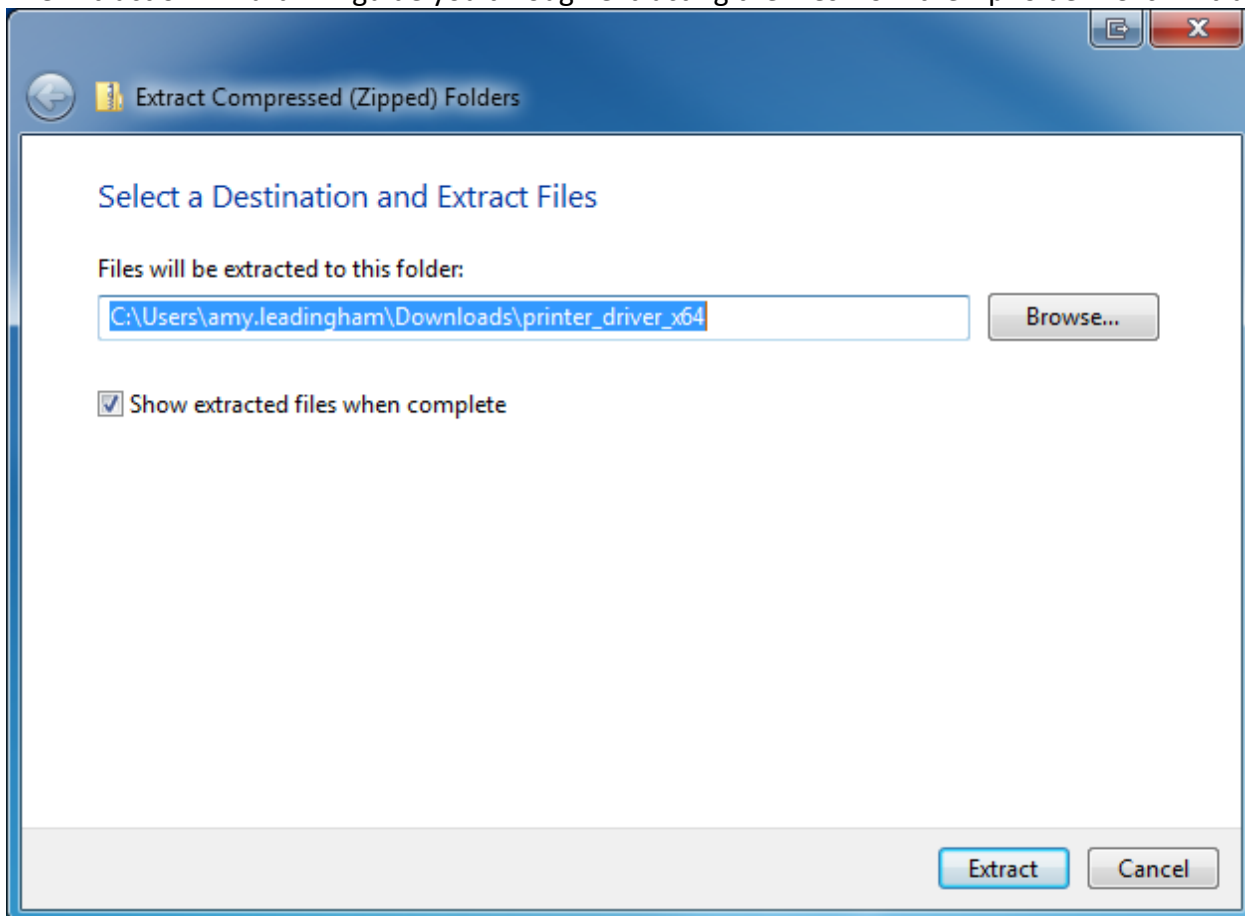 Extract Compressed (Zipped) Folders
Select a Destination and Extract Files
Files will be extracted to this folder:
C:\Users\amy.leadingham\Downloads\printer_driver_x64
Browse...
Show extracted files when complete
Extract
Cancel